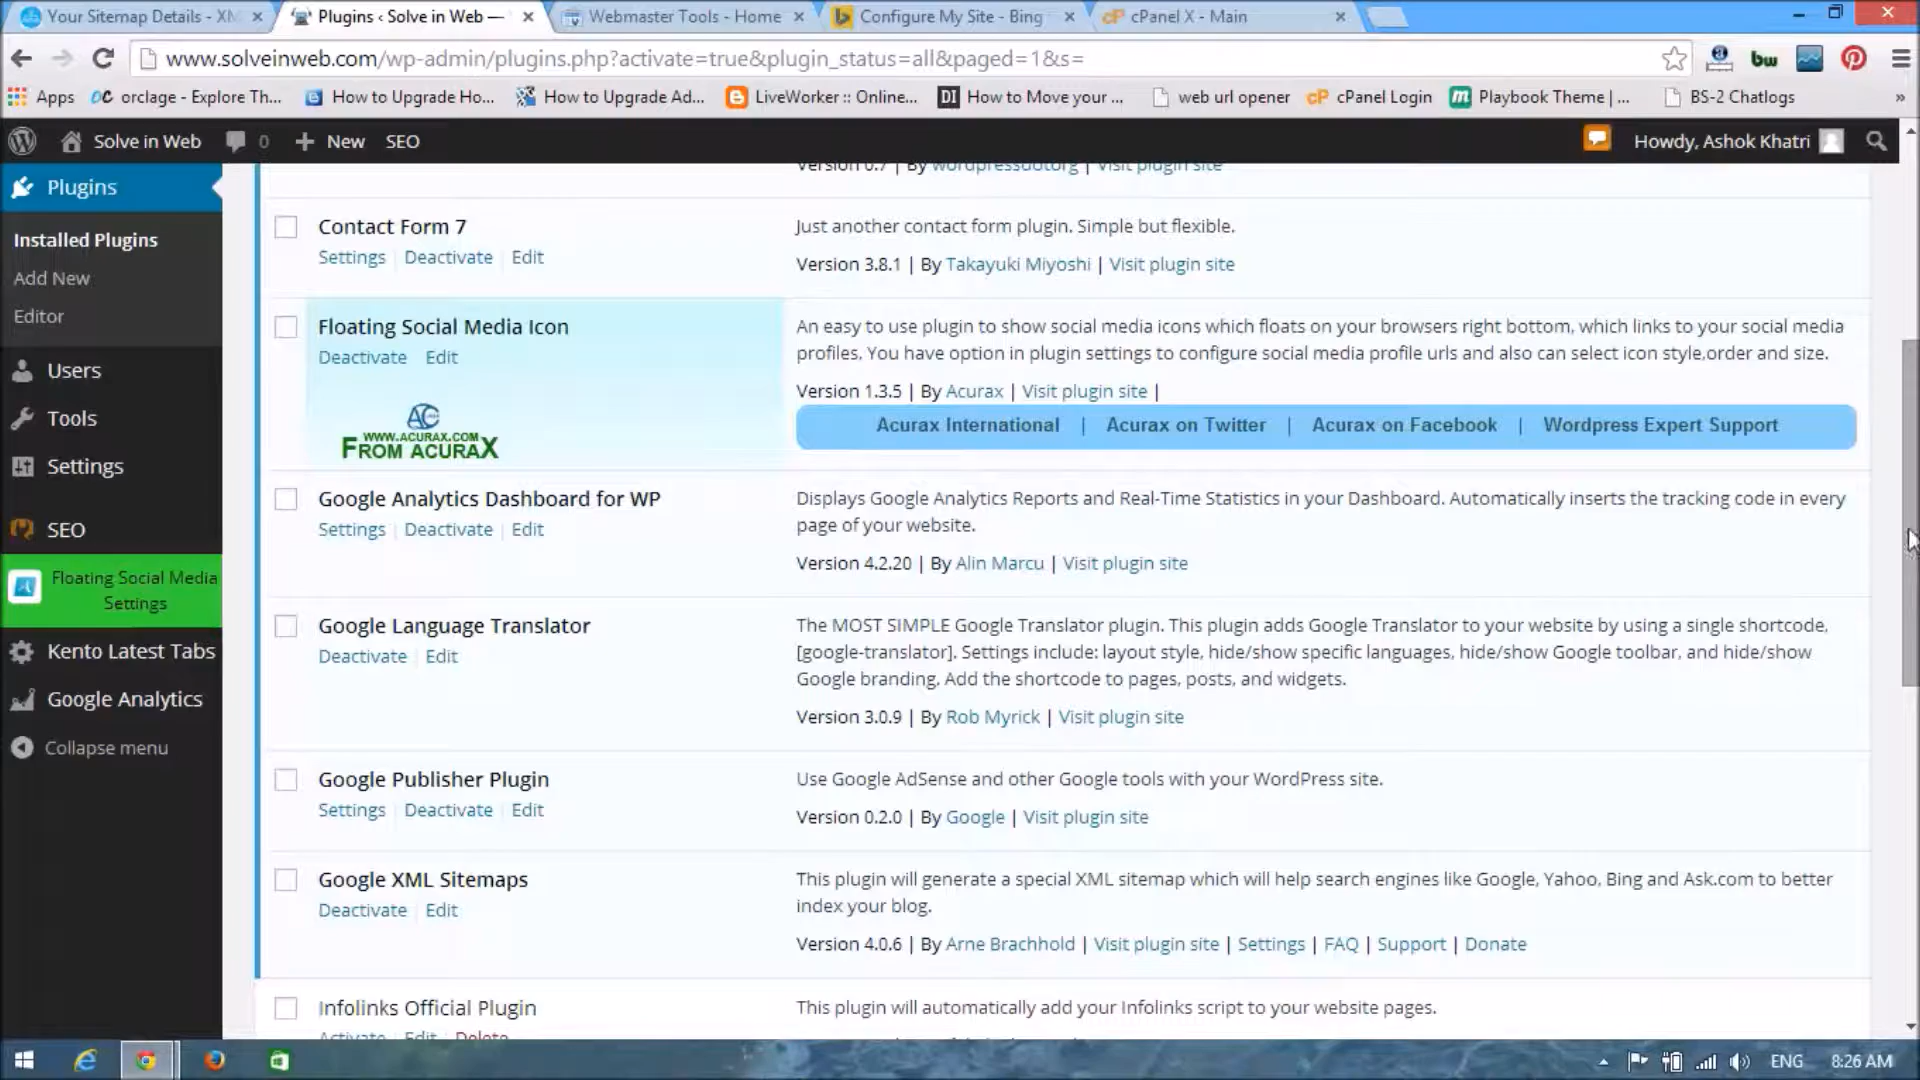 Your Sitemap Details - XM
Plugins ‹ Solve in Web —
Webmaster Tools - Home
Configure My Site - Bing
cPanel X - Main
www.solveinweb.com/wp-admin/plugins.php?activate=true&plugin_status=all&paged=1&s=
bw
Apps
orclage - Explore Th...
How to Upgrade Ho...
How to Upgrade Ad...
LiveWorker :: Online...
DI How to Move your ...
web url opener
cP cPanel Login
m Playbook Theme | ...
BS-2 Chatlogs
»
Solve in Web
0
New
SEO
Howdy, Ashok Khatri
Plugins
Installed Plugins
Add New
Editor
Users
Tools
Settings
SEO
Floating Social Media
Settings
Kento Latest Tabs
Google Analytics
Collapse menu
Version 0.7 | By wordpressdotorg | Visit plugin site
Contact Form 7
Settings | Deactivate | Edit
Just another contact form plugin. Simple but flexible.
Version 3.8.1 | By Takayuki Miyoshi | Visit plugin site
Floating Social Media Icon
Deactivate Edit
AC
WWW.ACURAX.COM
FROM ACURAX
An easy to use plugin to show social media icons which floats on your browsers right bottom, which links to your social media
profiles, You have option in plugin settings to configure social media profile urls and also can select icon style,order and size.
Version 1.3.5 | By Acurax | Visit plugin site |
Acurax International | Acurax on Twitter | Acurax on Facebook | Wordpress Expert Support
Google Analytics Dashboard for WP
Settings | Deactivate | Edit
Displays Google Analytics Reports and Real-Time Statistics in your Dashboard. Automatically inserts the tracking code in every
page of your website.
Version 4.2.20 | By Alin Marcu | Visit plugin site
Google Language Translator
Deactivate | Edit
The MOST SIMPLE Google Translator plugin. This plugin adds Google Translator to your website by using a single shortcode,
[google-translator]. Settings include: layout style, hide/show specific languages, hide/show Google toolbar, and hide/show
Google branding. Add the shortcode to pages, posts, and widgets.
Version 3.0.9 | By Rob Myrick | Visit plugin site
Google Publisher Plugin
Settings | Deactivate | Edit
Use Google AdSense and other Google tools with your WordPress site.
Version 0.2.0 | By Google | Visit plugin site
Google XML Sitemaps
Deactivate | Edit
This plugin will generate a special XML sitemap which will help search engines like Google, Yahoo, Bing and Ask.com to better
index your blog.
Version 4.0.6 | By Arne Brachhold | Visit plugin site | Settings | FAQ | Support | Donate
Infolinks Official Plugin
Activate | Edit | Delete
This plugin will automatically add your Infolinks script to your website pages.
ENG
8:26 AM